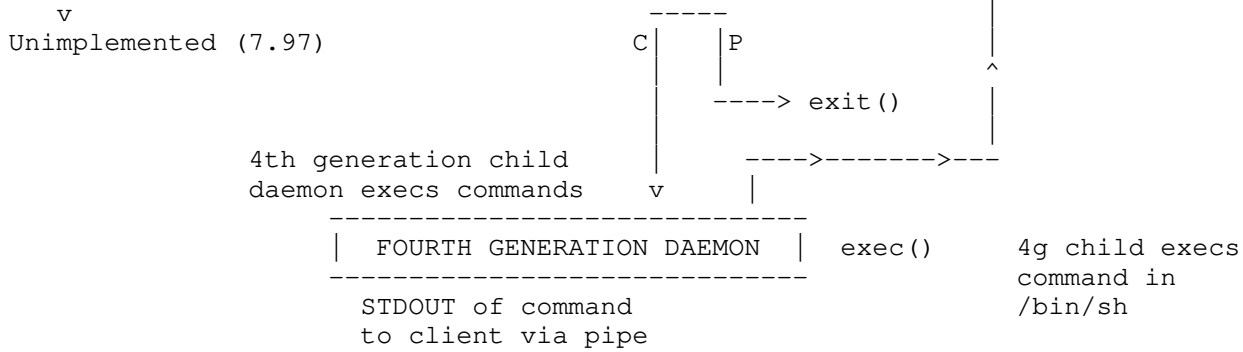 v -----
Unimplemented (7.97) C| |P |
| | ^
| ----> exit() |
| |
4th generation child | ---->------->---
daemon execs commands v |
------------------------------
| FOURTH GENERATION DAEMON | exec() 4g child execs
------------------------------ command in
STDOUT of command /bin/sh
to client via pipe